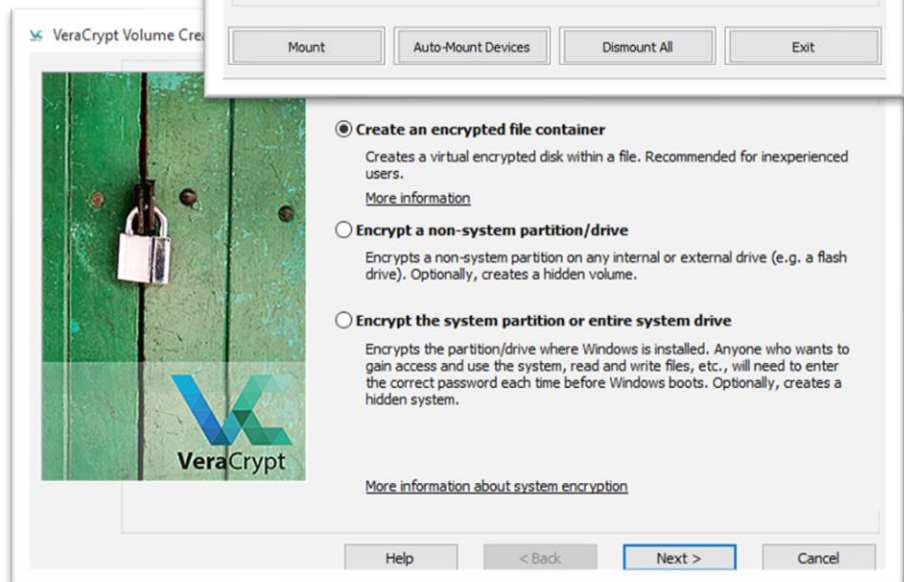 Mount Auto-Mount Devices Dismount All Exit
VeraCrypt Volume Crea
Create an encrypted file container
Creates a virtual encrypted disk within a file. Recommended for inexperienced
users.
More information
Encrypt a non-system partition/drive
Encrypts a non-system partition on any internal or external drive (e.g. a flash
drive). Optionally, creates a hidden volume.
Encrypt the system partition or entire system drive
Encrypts the partition/drive where Windows is installed. Anyone who wants to
gain access and use the system, read and write files, etc., will need to enter
the correct password each time before Windows boots. Optionally, creates a
hidden system.
VeraCrypt
More information about system encryption
Help < Back Next > Cancel